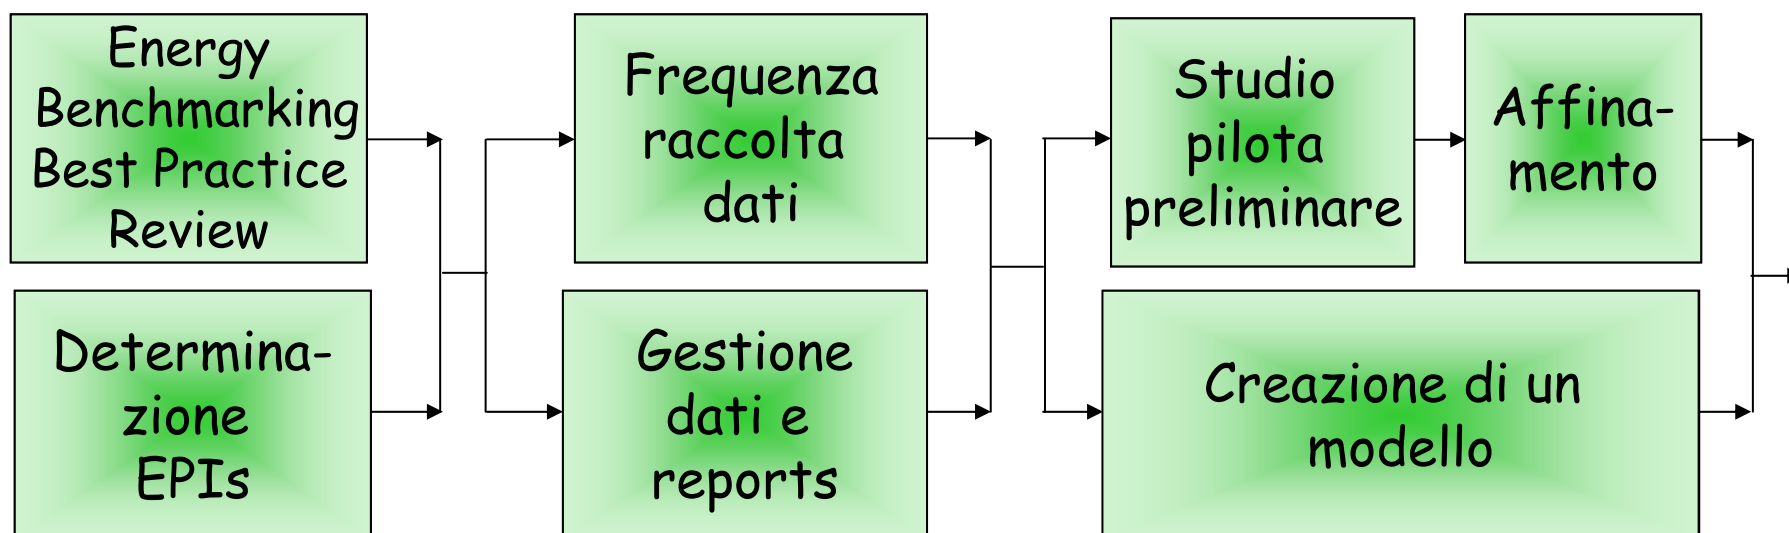 Energy
Benchmarking
Best Practice
Review
Frequenza
raccolta
dati
Studio
pilota
preliminare
Affina-
mento
Determina-
zione
EPIs
Gestione
dati e
reports
Creazione di un
modello